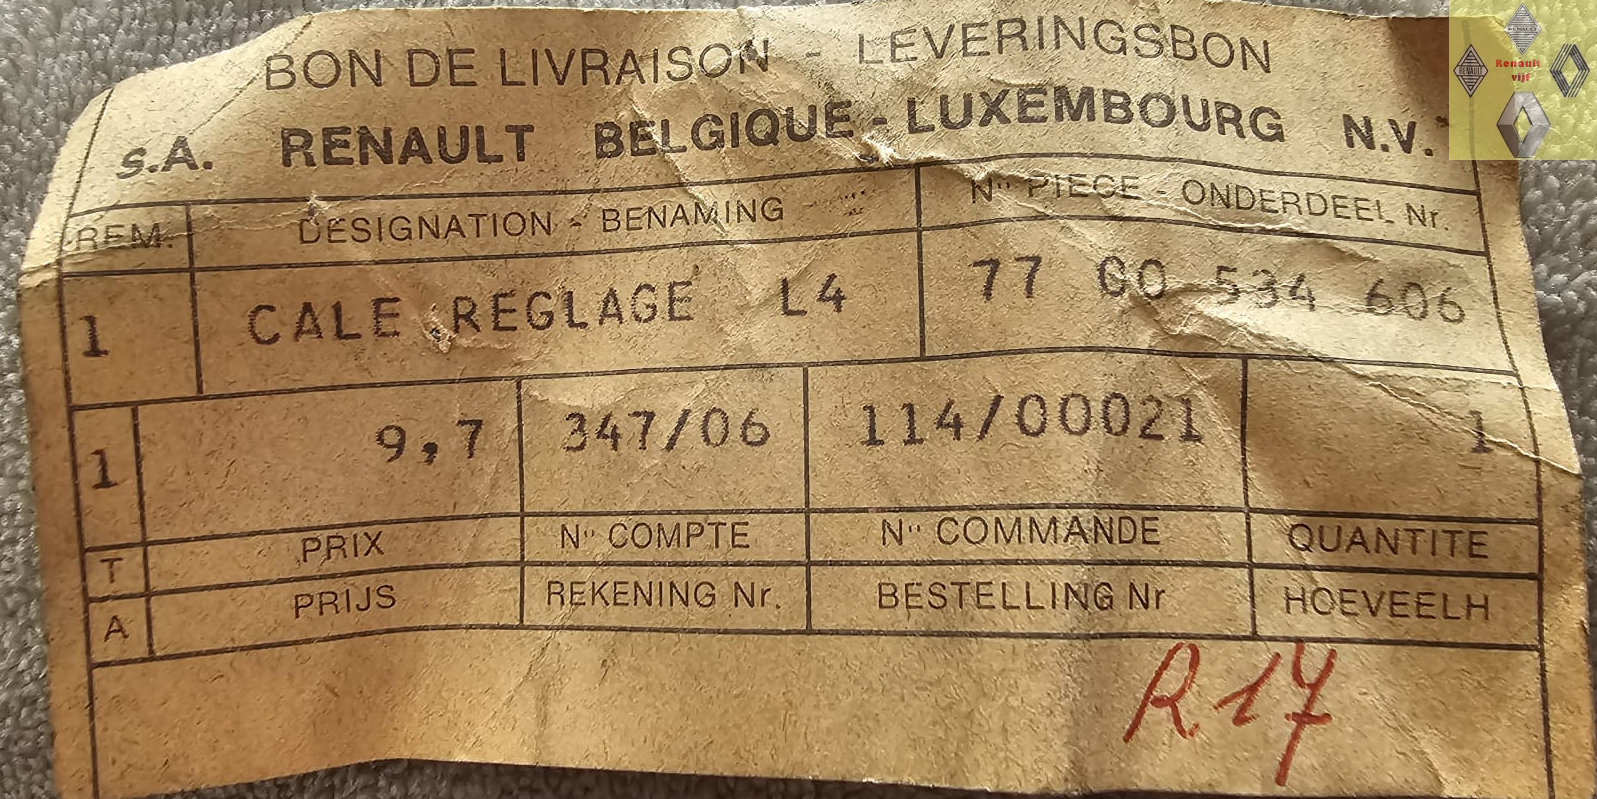 BON DE LIVRAISON - LEVERINGSBON
S.A. RENAULT BELGIQUE - LUXEMBOURG N.V.
REM. DESIGNATION - BENAMING N° PIECE - ONDERDEEL Nr.
1 CALE REGLAGE L4 77 00 534 606
1 9,7 347/06 114/00021 1
T PRIX N° COMPTE N° COMMANDE QUANTITE
A PRIJS REKENING Nr. BESTELLING Nr HOEVEELH
R17
RENAULT
RENAULT
Renault
vijf